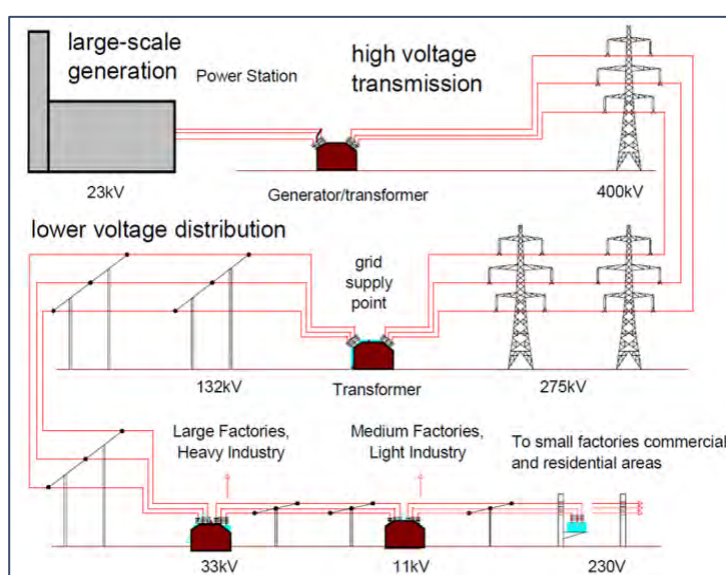 large-scale
generation
Power Station
high voltage
transmission
23kV
Generator/transformer
400kV
lower voltage distribution
grid
supply
point
132kV
Transformer
275kV
Large Factories,
Heavy Industry
Medium Factories,
Light Industry
To small factories commercial
and residential areas
33kV
11kV
230V